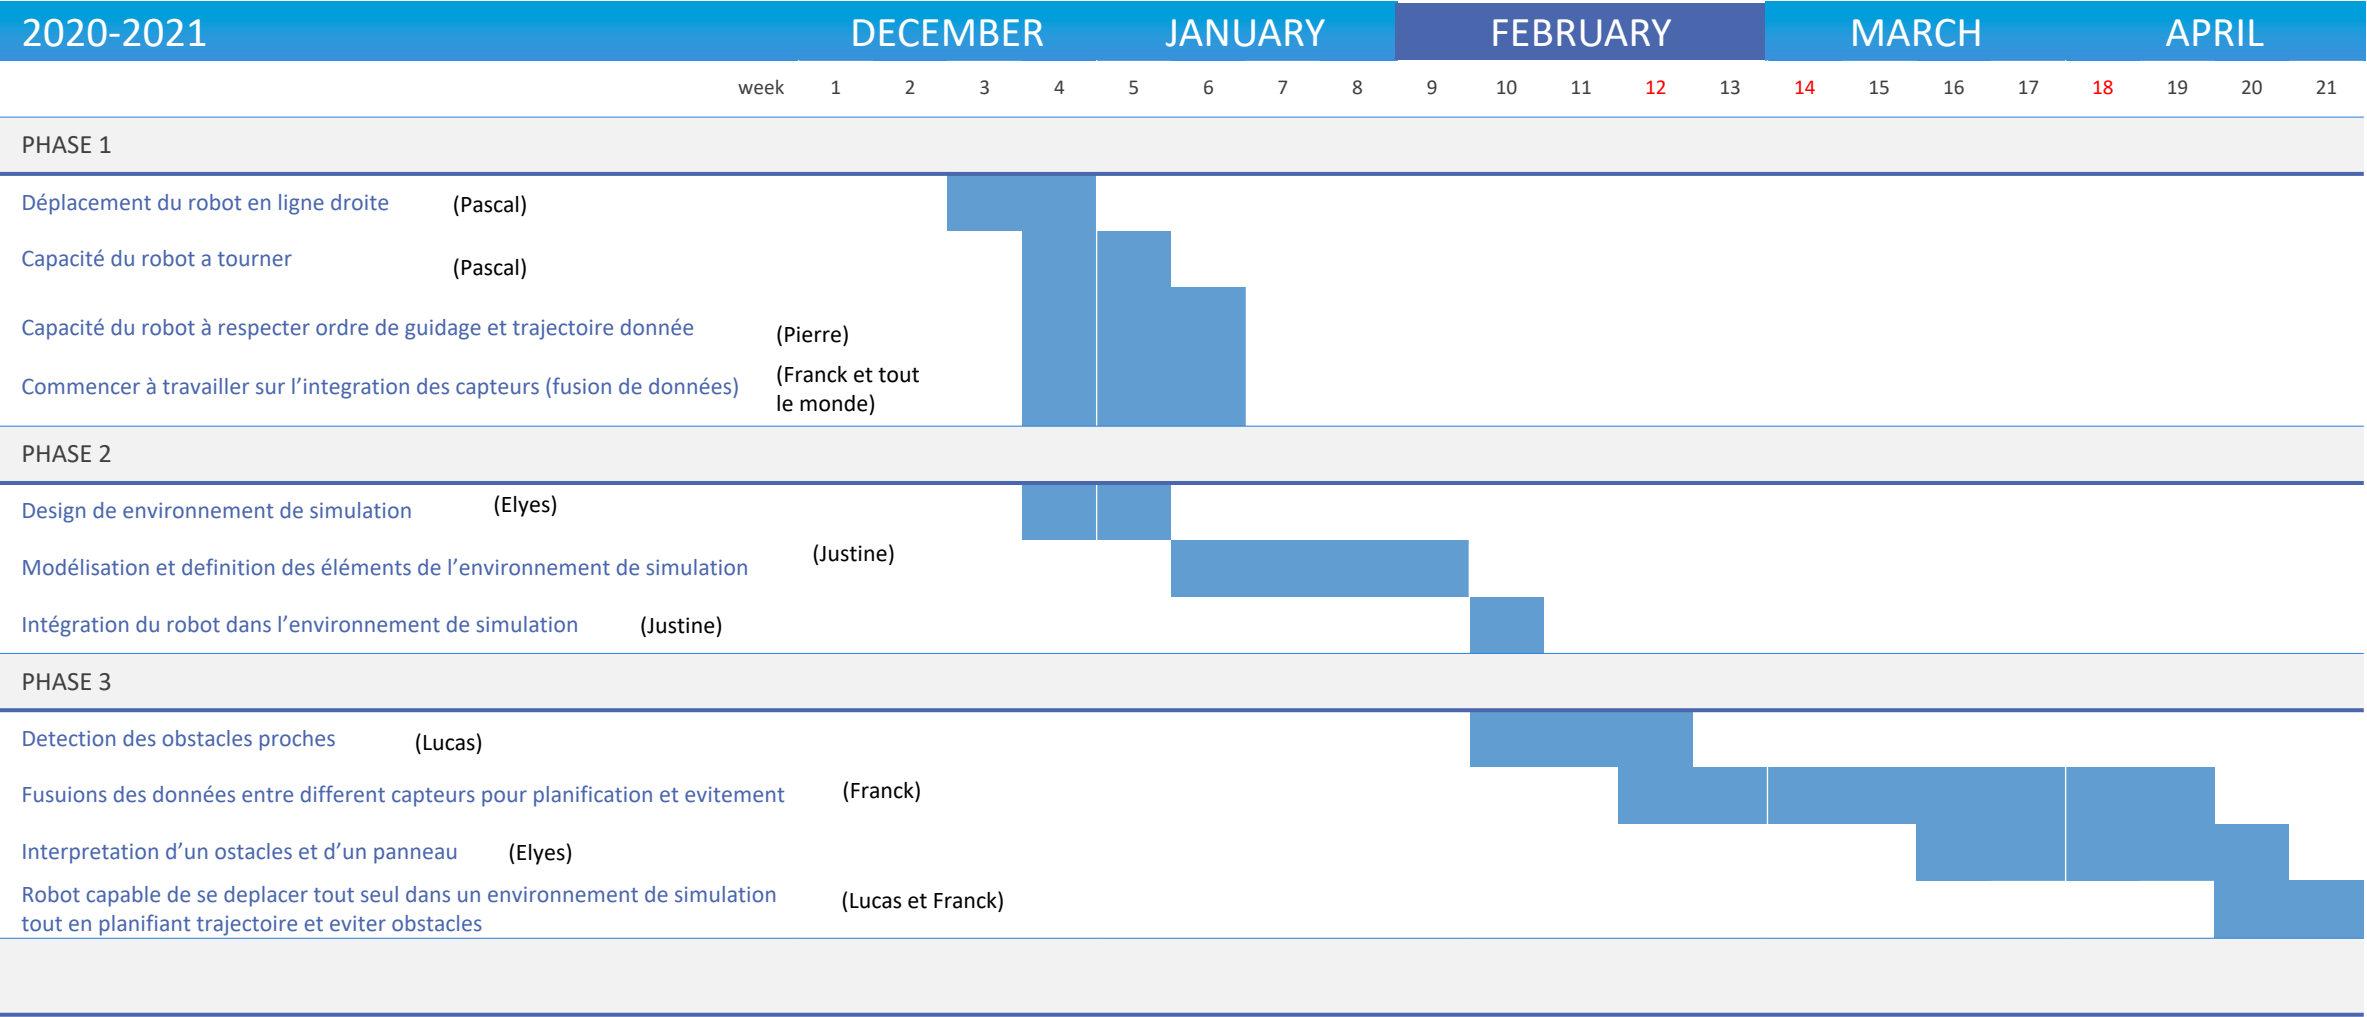 2020-2021 DECEMBER JANUARY FEBRUARY MARCH APRIL
week 1 2 3 4 5 6 7 8 9 10 11 12 13 14 15 16 17 18 19 20 21
PHASE 1
Déplacement du robot en ligne droite (Pascal)
Capacité du robot a tourner (Pascal)
Capacité du robot à respecter ordre de guidage et trajectoire donnée (Pierre)
Commencer à travailler sur l’integration des capteurs (fusion de données) (Franck et tout
le monde)
PHASE 2
Design de environnement de simulation (Elyes)
Modélisation et definition des éléments de l’environnement de simulation (Justine)
Intégration du robot dans l’environnement de simulation (Justine)
PHASE 3
Detection des obstacles proches (Lucas)
Fusuions des données entre different capteurs pour planification et evitement (Franck)
Interpretation d’un ostacles et d’un panneau (Elyes)
Robot capable de se deplacer tout seul dans un environnement de simulation (Lucas et Franck)
tout en planifiant trajectoire et eviter obstacles